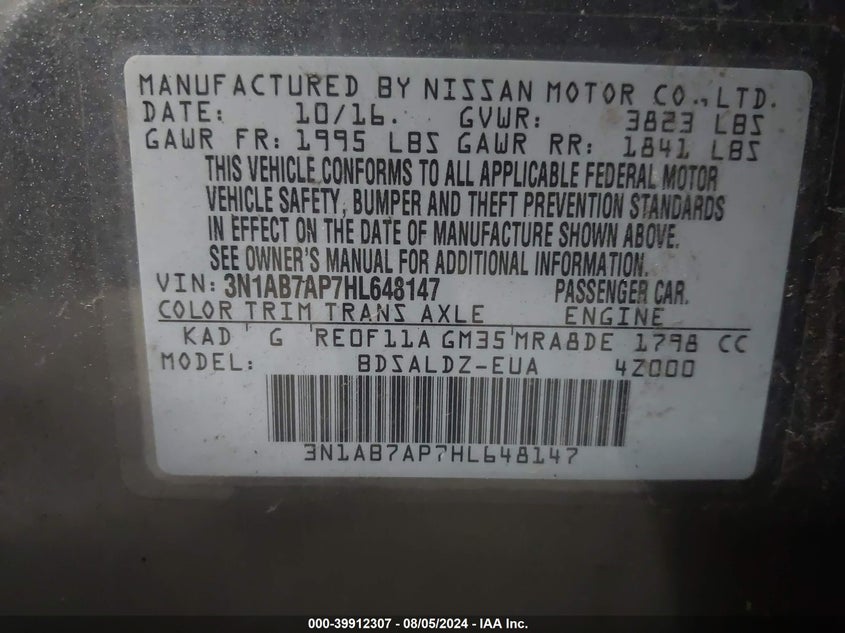 MANUFACTURED BY NISSAN MOTOR CO., LTD.
DATE: 10/16. GVWR: 3823 LBS
GAWR FR: 1995 LBS GAWR RR: 1841 LBS
THIS VEHICLE CONFORMS TO ALL APPLICABLE FEDERAL MOTOR
VEHICLE SAFETY, BUMPER AND THEFT PREVENTION STANDARDS
IN EFFECT ON THE DATE OF MANUFACTURE SHOWN ABOVE.
SEE OWNER'S MANUAL FOR ADDITIONAL INFORMATION.
VIN: 3N1AB7AP7HL648147 PASSENGER CAR.
COLOR TRIM TRANS AXLE ENGINE
KAD G RE0F11A GM35 MRA8DE 1798 CC
MODEL: BDSALDZ-EUA 4Z000
3N1AB7AP7HL648147
000-39912307 - 08/05/2024 - IAA Inc.